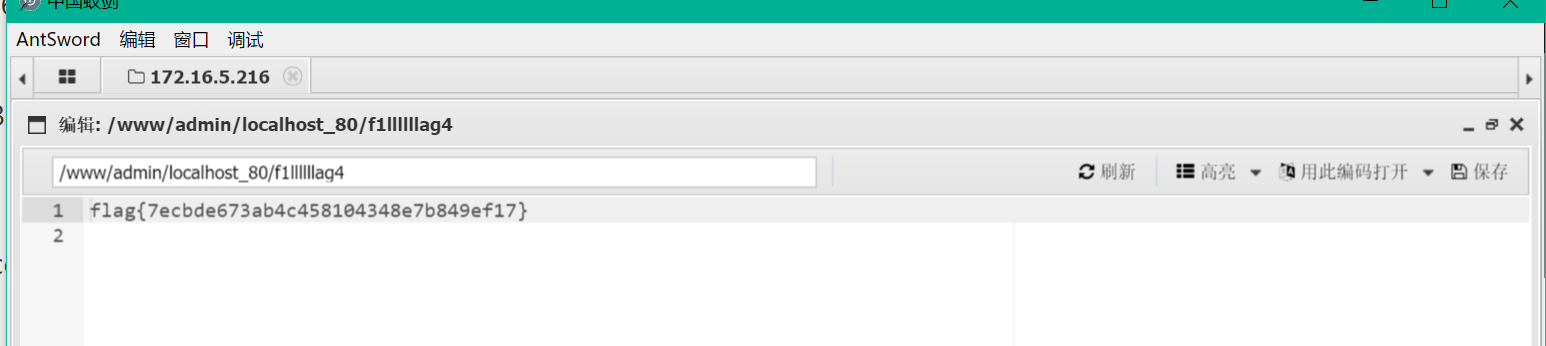 中国蚁剑
AntSword 编辑 窗口 调试
172.16.5.216
编辑: /www/admin/localhost_80/f1llllllag4
/www/admin/localhost_80/f1llllllag4 刷新 高亮 用此编码打开 保存
1 flag{7ecbde673ab4c458104348e7b849ef17}
2